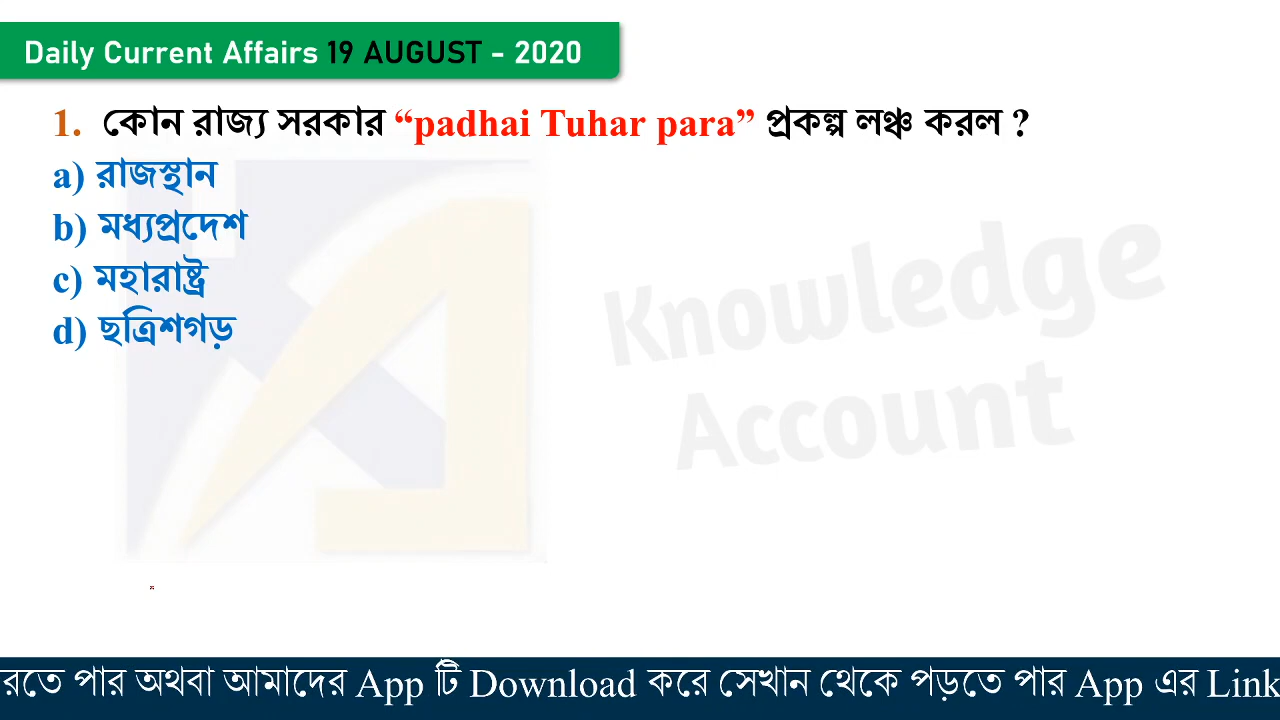 Daily Current Affairs 19 AUGUST - 2020
1. কোন রাজ্য সরকার “padhai Tuhar para” প্রকল্প লঞ্চ করল ?
a) রাজস্থান
b) মধ্যপ্রদেশ
c) মহারাষ্ট্র
d) ছত্রিশগড়
Knowledge
Account
রতে পার অথবা আমাদের App টি Download করে সেখান থেকে পড়তে পার App এর Link